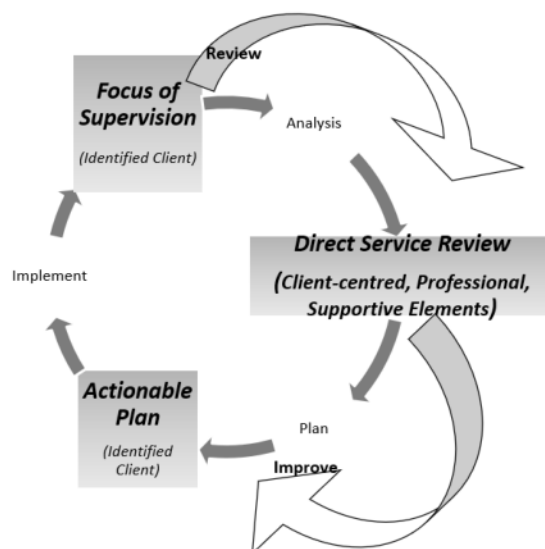 Review
Focus of
Supervision
(Identified Client)
Analysis
Direct Service Review
(Client-centred, Professional,
Supportive Elements)
Plan
Improve
Actionable
Plan
(Identified
Client)
Implement